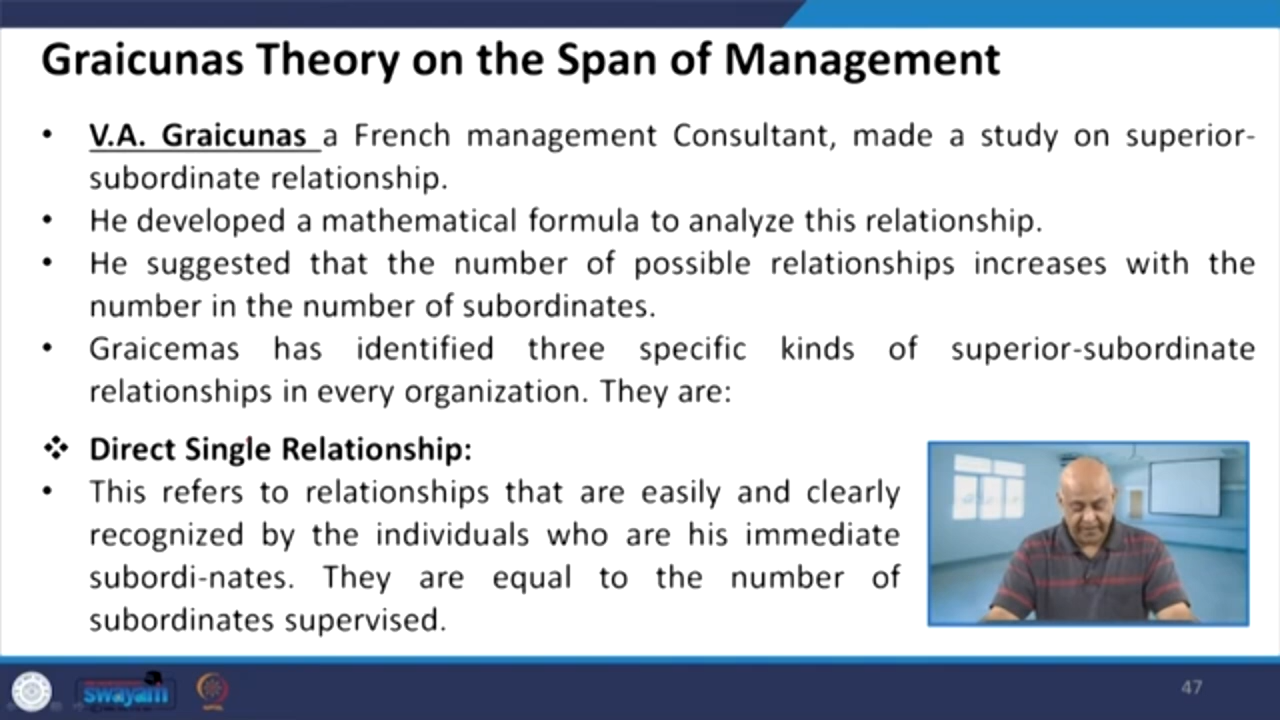 Graicunas Theory on the Span of Management
• V.A. Graicunas a French management Consultant, made a study on superior-
subordinate relationship.
• He developed a mathematical formula to analyze this relationship.
• He suggested that the number of possible relationships increases with the
number in the number of subordinates.
• Graicemas has identified three specific kinds of superior-subordinate
relationships in every organization. They are:
❖ Direct Single Relationship:
• This refers to relationships that are easily and clearly
recognized by the individuals who are his immediate
subordi-nates. They are equal to the number of
subordinates supervised.
swayam
47